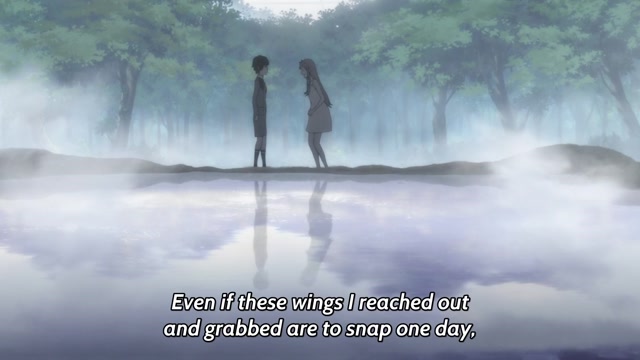 Even if these wings I reached out
and grabbed are to snap one day,